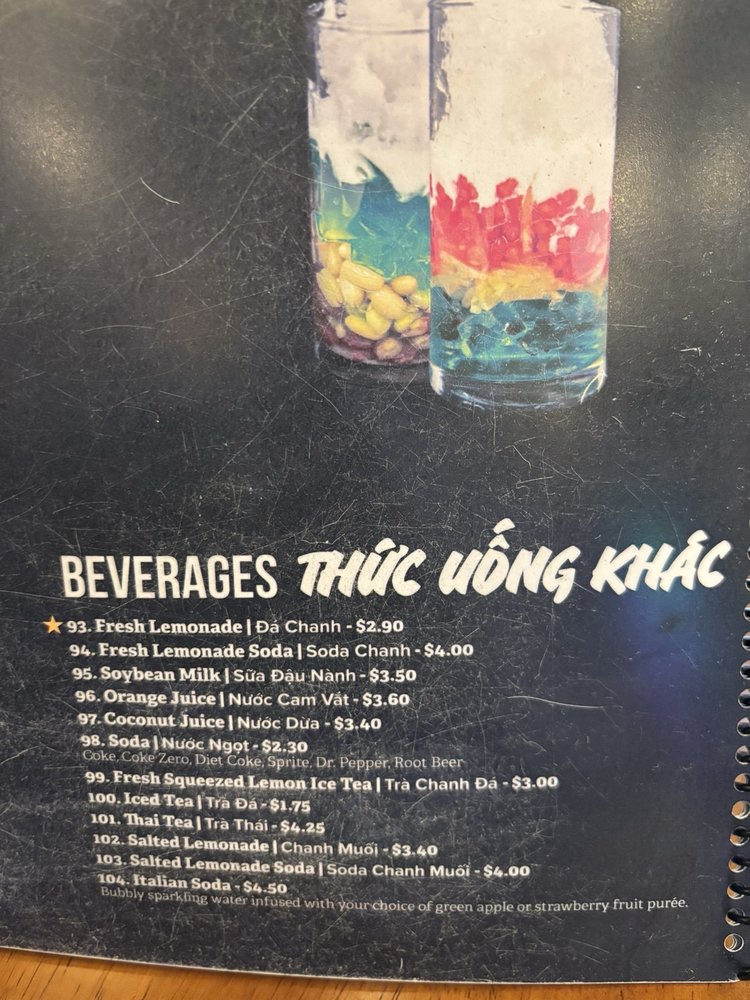 BEVERAGES THỨC UỐNG KHÁC
93. Fresh Lemonade | Đá Chanh - $2.90
94. Fresh Lemonade Soda | Soda Chanh - $4.00
95. Soybean Milk | Sữa Đậu Nành - $3.50
96. Orange Juice | Nước Cam Vắt - $3.60
97. Coconut Juice | Nước Dừa - $3.40
98. Soda | Nước Ngọt - $2.30
Coke, Coke Zero, Diet Coke, Sprite, Dr. Pepper, Root Beer
99. Fresh Squeezed Lemon Ice Tea | Trà Chanh Đá - $3.00
100. Iced Tea | Trà Đá - $1.75
101. Thai Tea | Trà Thái - $4.25
102. Salted Lemonade | Chanh Muối - $3.40
103. Salted Lemonade Soda | Soda Chanh Muối - $4.00
104. Italian Soda - $4.50
Bubbly sparkling water infused with your choice of green apple or strawberry fruit purée.